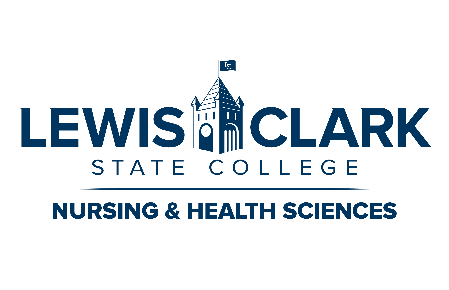 LEWIS CLARK
STATE COLLEGE
NURSING & HEALTH SCIENCES